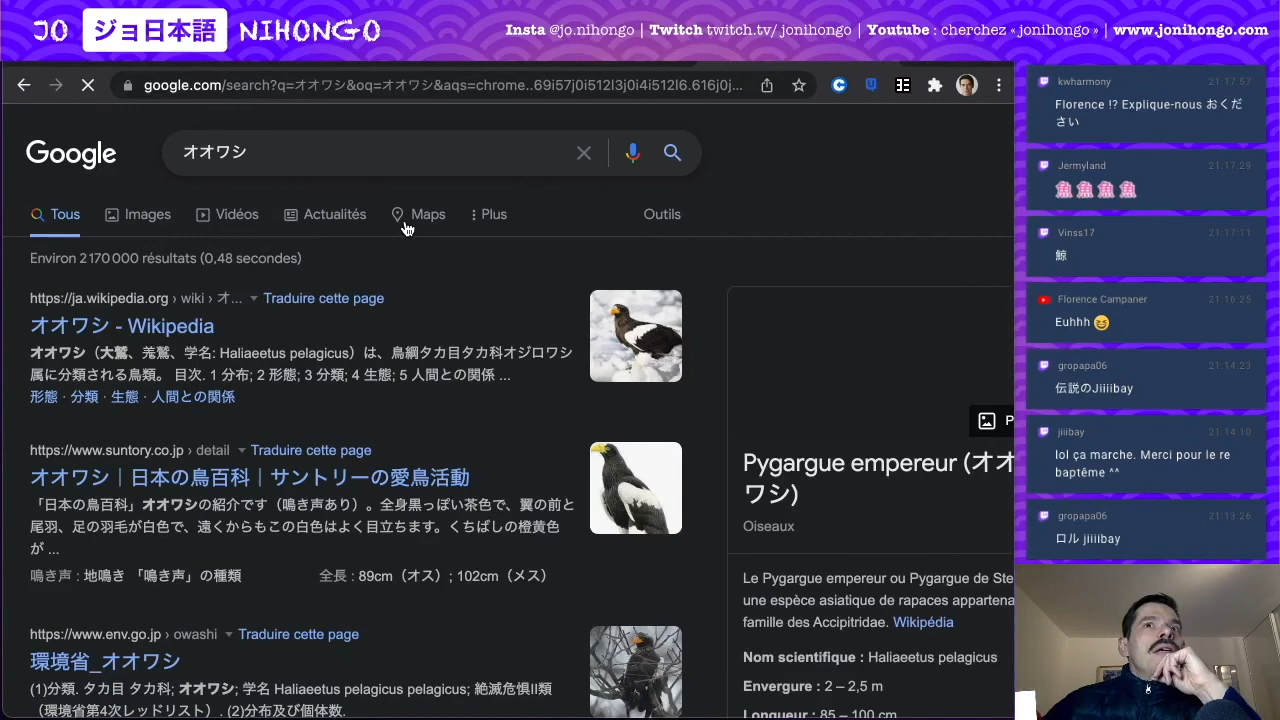 JO ジョ日本語 NIHONGO
Insta @jo.nihongo | Twitch twitch.tv/ jonihongo | Youtube : cherchez « jonihongo » | www.jonihongo.com
google.com/search?q=オオワシ&oq=オオワシ&aqs=chrome..69i57j0i512l3j0i4i512l6.616j0j...
Google
オオワシ
Tous Images Vidéos Actualités Maps Plus Outils
Environ 2 170 000 résultats (0,48 secondes)
https://ja.wikipedia.org › wiki › オ... Traduire cette page
オオワシ - Wikipedia
オオワシ（大鷲、羌鷲、学名: Haliaeetus pelagicus）は、鳥綱タカ目タカ科オジロワシ
属に分類される鳥類。 目次. 1 分布; 2 形態; 3 分類; 4 生態; 5 人間との関係 ...
形態 · 分類 · 生態 · 人間との関係
https://www.suntory.co.jp › detail Traduire cette page
オオワシ｜日本の鳥百科｜サントリーの愛鳥活動
「日本の鳥百科」オオワシの紹介です（鳴き声あり）。全身黒っぽい茶色で、翼の前と
尾羽、足の羽毛が白色で、遠くからもこの白色はよく目立ちます。くちばしの橙黄色
が ...
鳴き声 : 地鳴き 「鳴き声」の種類 全長 : 89cm（オス）; 102cm（メス）
https://www.env.go.jp › owashi Traduire cette page
環境省_オオワシ
(1)分類. タカ目 タカ科; オオワシ; 学名 Haliaeetus pelagicus pelagicus; 絶滅危惧II類
（環境省第4次レッドリスト）. (2)分布及び個体数.
P
Pygargue empereur (オオ
ワシ)
Oiseaux
Le Pygargue empereur ou Pygargue de Ste
une espèce asiatique de rapaces appartena
famille des Accipitridae. Wikipédia
Nom scientifique : Haliaeetus pelagicus
Envergure : 2 – 2,5 m
Longueur : 85 – 100 cm
kwharmony 21:17:57
Florence !? Explique-nous おくだ
さい
Jermyland 21:17:29
魚 魚 魚 魚
Vinss17 21:17:11
鯨
Florence Campaner 21:16:25
Euhhh 😆
gropapa06 21:14:23
伝説のJiiiibay
jiiibay 21:14:10
lol ça marche. Merci pour le re
baptême ^^
gropapa06 21:13:26
ロル jiiiibay